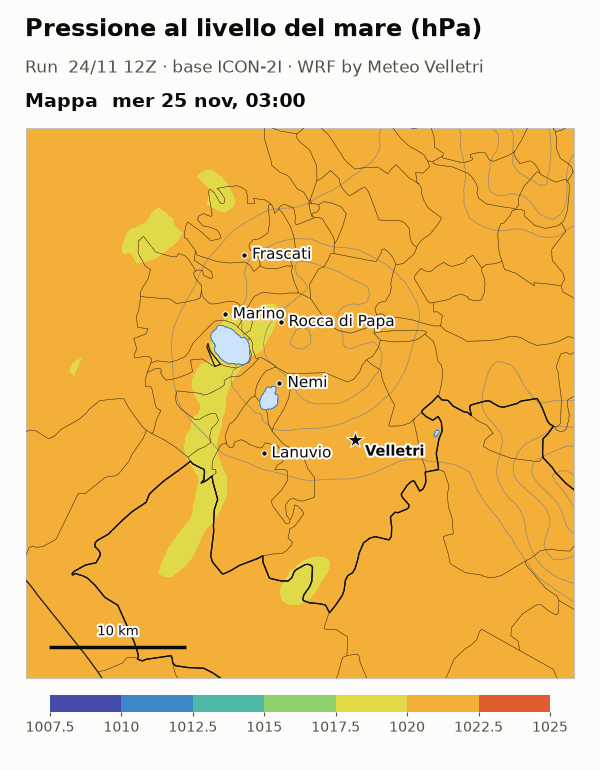 Pressione al livello del mare (hPa)
Run  24/11 12Z · base ICON-2I · WRF by Meteo Velletri
Mappa  mer 25 nov, 03:00
Frascati
Marino
Rocca di Papa
Nemi
Velletri
Lanuvio
10 km
1007.5 1010 1012.5 1015 1017.5 1020 1022.5 1025